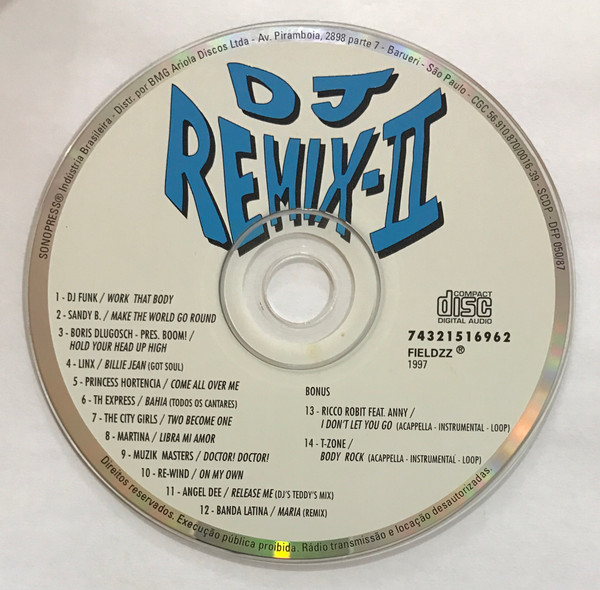 SONOPRESS® Indústria Brasileira - Distr. por BMG Ariola Discos Ltda - Av. Piramboia, 2898 parte 7 - Barueri - São Paulo - CGC 56.910.870/0016-39 - SCDP - DFP 050/87
DJ
REMIX-II
1 - DJ FUNK / WORK THAT BODY
2 - SANDY B. / MAKE THE WORLD GO ROUND
3 - BORIS DLUGOSCH - PRES. BOOM! /
HOLD YOUR HEAD UP HIGH
4 - LINX / BILLIE JEAN (GOT SOUL)
5 - PRINCESS HORTENCIA / COME ALL OVER ME
6 - TH EXPRESS / BAHIA (TODOS OS CANTARES)
7 - THE CITY GIRLS / TWO BECOME ONE
8 - MARTINA / LIBRA MI AMOR
9 - MUZIK MASTERS / DOCTOR! DOCTOR!
10 - RE-WIND / ON MY OWN
11 - ANGEL DEE / RELEASE ME (DJ'S TEDDY'S MIX)
12 - BANDA LATINA / MARIA (REMIX)
COMPACT
disc
DIGITAL AUDIO
74321516962
FIELDZZ ®
1997
BONUS
13 - RICCO ROBIT FEAT. ANNY /
I DON'T LET YOU GO (ACAPPELLA - INSTRUMENTAL - LOOP)
14 - T-ZONE /
BODY ROCK (ACAPPELLA - INSTRUMENTAL - LOOP)
Direitos reservados. Execução pública proibida. Rádio transmissão e locação desautorizadas.